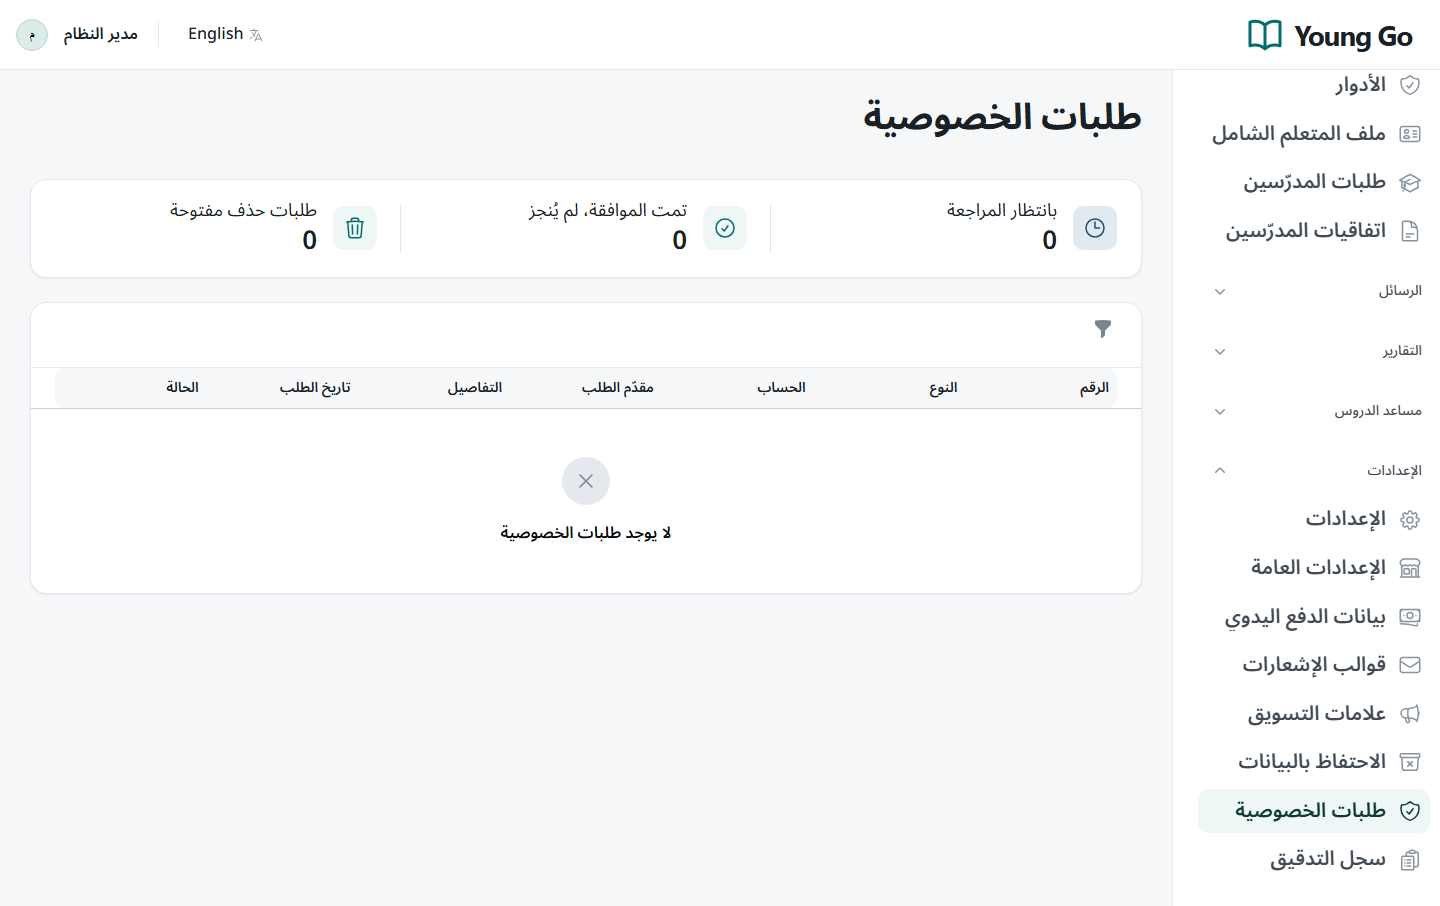 Young Go
English
مدير النظام
م
الأدوار
ملف المتعلم الشامل
طلبات المدرّسين
اتفاقيات المدرّسين
الرسائل
التقارير
مساعد الدروس
الإعدادات
الإعدادات
الإعدادات العامة
بيانات الدفع اليدوي
قوالب الإشعارات
علامات التسويق
الاحتفاظ بالبيانات
طلبات الخصوصية
سجل التدقيق
طلبات الخصوصية
بانتظار المراجعة
0
تمت الموافقة، لم يُنجز
0
طلبات حذف مفتوحة
0
الرقم النوع الحساب مقدّم الطلب التفاصيل تاريخ الطلب الحالة
لا يوجد طلبات الخصوصية